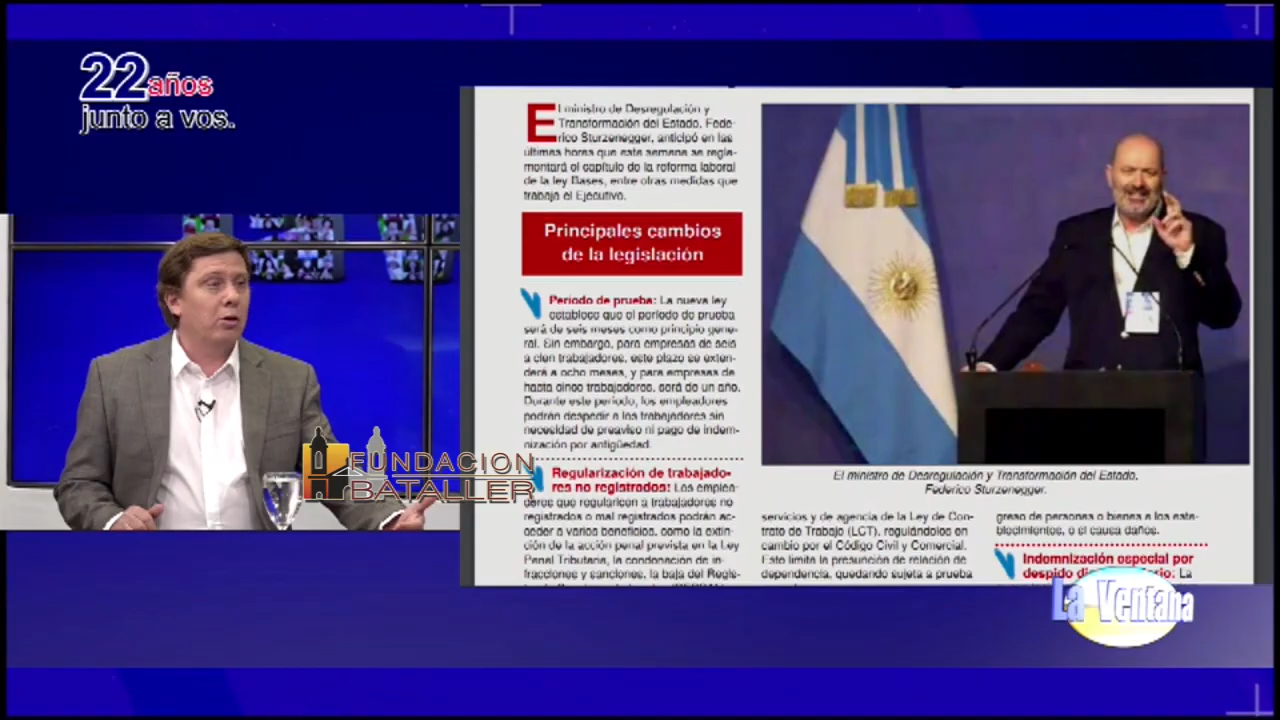 22 años
junto a vos.
El ministro de Desregulación y
Transformación del Estado, Fede-
rico Sturzenegger, anticipó en las
últimas horas que esta semana se regla-
mentará el capítulo de la reforma laboral
de la ley Bases, entre otras medidas que
trabaja el Ejecutivo.
Principales cambios
de la legislación
Período de prueba: La nueva ley
establece que el período de prueba
será de seis meses como principio gene-
ral. Sin embargo, para empresas de seis
a cien trabajadores, este plazo se exten-
derá a ocho meses, y para empresas de
hasta cinco trabajadores, será de un año.
Durante este período, los empleadores
podrán despedir a los trabajadores sin
necesidad de preaviso ni pago de indem-
nización por antigüedad.
Regularización de trabajado-
res no registrados: Los emplea-
dores que regularicen a trabajadores no
registrados o mal registrados podrán ac-
ceder a varios beneficios, como la extin-
ción de la acción penal prevista en la Ley
Penal Tributaria, la condonación de in-
fracciones y sanciones, la baja del Regis-
El ministro de Desregulación y Transformación del Estado,
Federico Sturzenegger.
servicios y de agencia de la Ley de Con-
trato de Trabajo (LCT), regulándolos en
cambio por el Código Civil y Comercial.
Esto limita la presunción de relación de
dependencia, quedando sujeta a prueba
greso de personas o bienes a los esta-
blecimientos, o si causa daños.
Indemnización especial por
despido La
FUNDACION
BATALLER
La Ventana